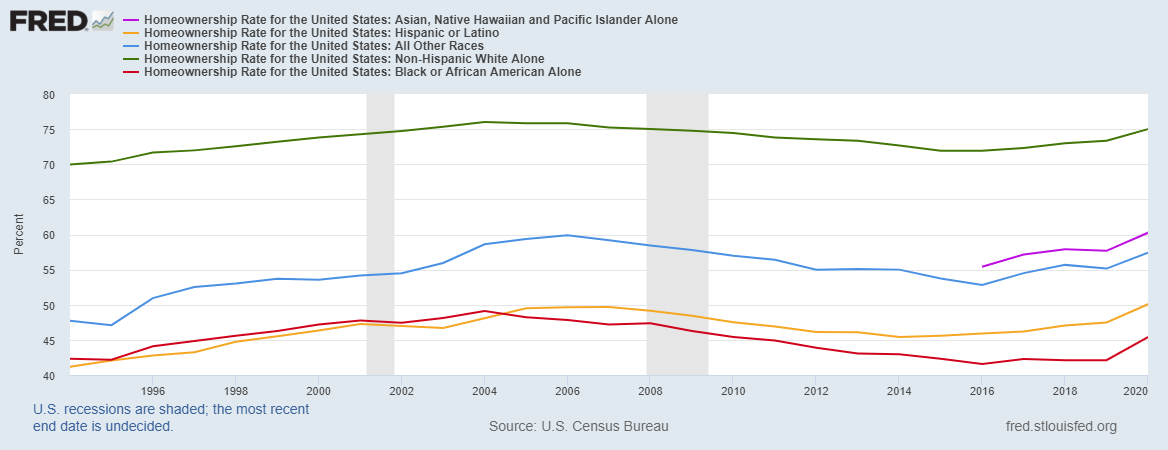 FRED
Homeownership Rate for the United States: Asian, Native Hawaiian and Pacific Islander Alone
Homeownership Rate for the United States: Hispanic or Latino
Homeownership Rate for the United States: All Other Races
Homeownership Rate for the United States: Non-Hispanic White Alone
Homeownership Rate for the United States: Black or African American Alone
80
75
70
65
60
55
50
45
40
Percent
1996 1998 2000 2002 2004 2006 2008 2010 2012 2014 2016 2018 2020
U.S. recessions are shaded; the most recent
end date is undecided.
Source: U.S. Census Bureau
fred.stlouisfed.org